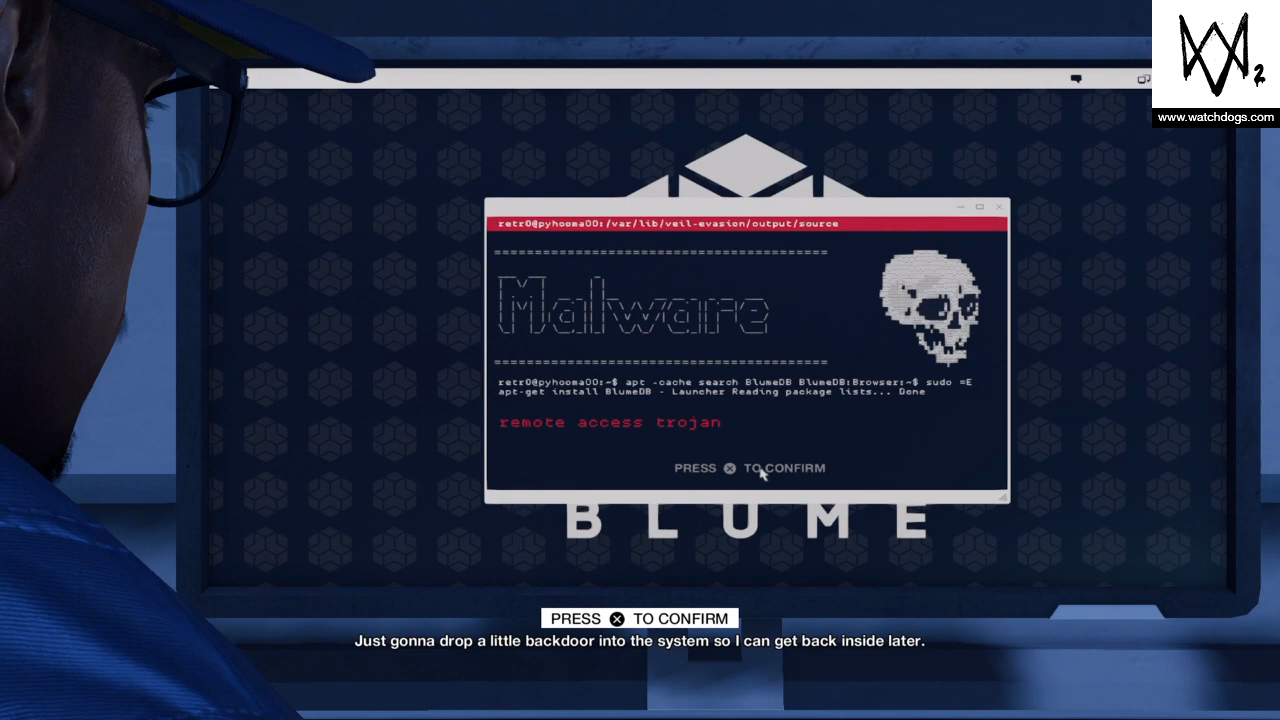 2
www.watchdogs.com
retr0@pyhooma00:/var/lib/veil-evasion/output/source
=========================================
Malware
=========================================
retr0@pyhooma00:~$ apt -cache search BlumeDB BlumeDB:Browser:~$ sudo =E
apt-get install BlumeDB - Launcher Reading package lists... Done
remote access trojan
PRESS ⊗ TO CONFIRM
BLUME
PRESS ⊗ TO CONFIRM
Just gonna drop a little backdoor into the system so I can get back inside later.